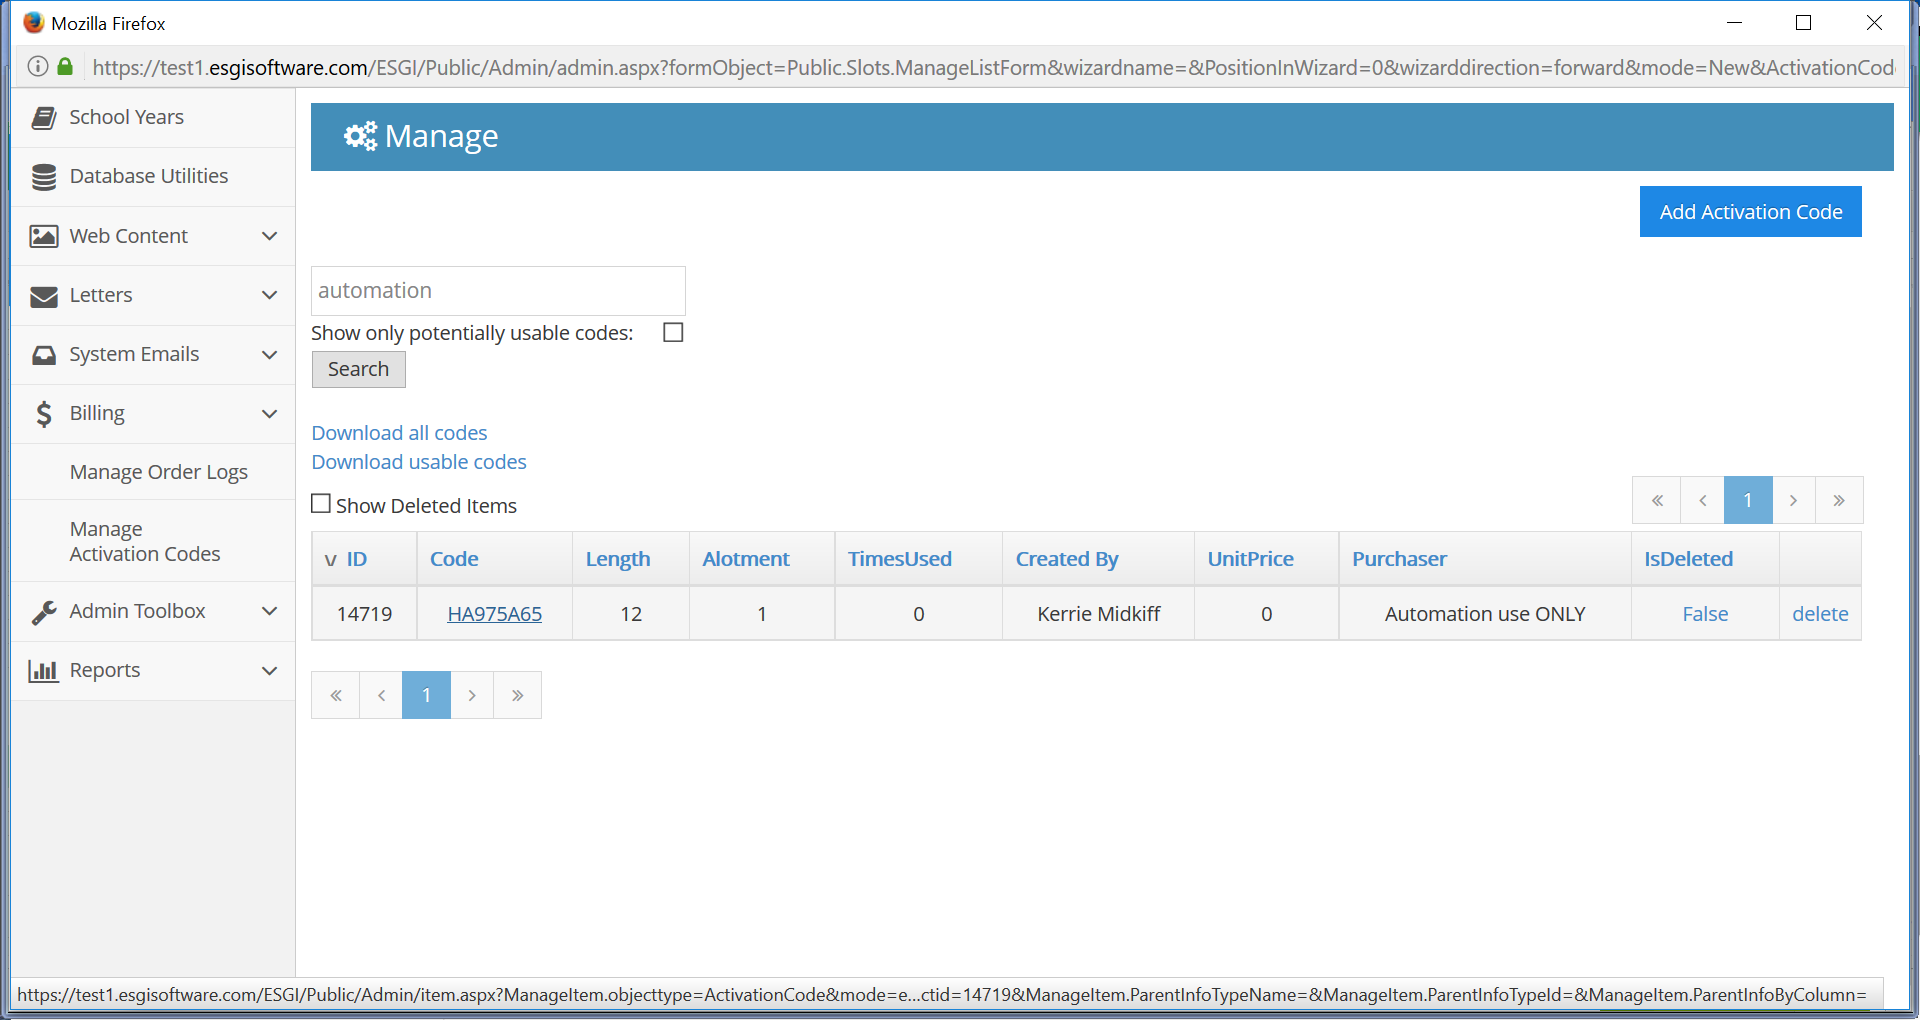 Mozilla Firefox
https://test1.esgisoftware.com/ESGI/Public/Admin/admin.aspx?formObject=Public.Slots.ManageListForm&wizardname=&PositionInWizard=0&wizarddirection=forward&mode=New&ActivationCod
School Years
Database Utilities
Web Content
Letters
System Emails
Billing
Manage Order Logs
Manage
Activation Codes
Admin Toolbox
Reports
Manage
Add Activation Code
automation
Show only potentially usable codes:
Search
Download all codes
Download usable codes
Show Deleted Items
« ‹ 1 › »
v ID Code Length Alotment TimesUsed Created By UnitPrice Purchaser IsDeleted
14719 HA975A65 12 1 0 Kerrie Midkiff 0 Automation use ONLY False delete
« ‹ 1 › »
https://test1.esgisoftware.com/ESGI/Public/Admin/item.aspx?ManageItem.objecttype=ActivationCode&mode=e...ctid=14719&ManageItem.ParentInfoTypeName=&ManageItem.ParentInfoTypeId=&ManageItem.ParentInfoByColumn=